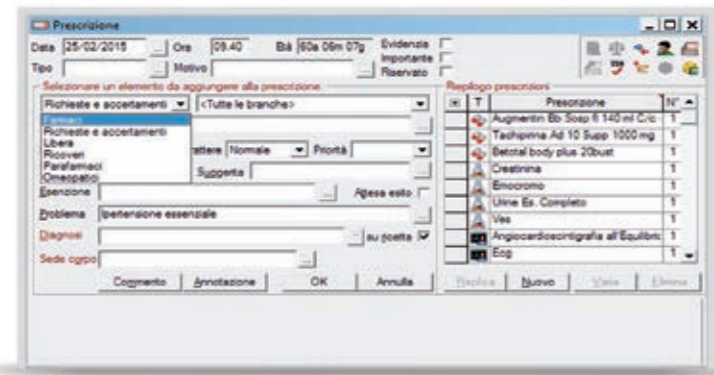 Prescrizione
Data 25/02/2015 Ora 09.40 Età 60a 06m 07g Evidenzia
Importante
Tipo Motivo Riservato
Selezionare un elemento da aggiungere alla prescrizione
Richieste e accertamenti <Tutte le branche>
Farmaci
Richieste e accertamenti
Libera
Ricoveri
Parafarmaci
Omeopatici
attere Normale Priorità
Suggerita
Esenzione Attesa esito
Problema Ipertensione essenziale
Diagnosi su ricetta
Sede corpo
Commento Annotazione OK Annulla
Riepilogo prescrizioni
T Prescrizione N°
Augmentin Bb Sosp fl 140 ml C/c 1
Tachipirina Ad 10 Supp 1000 mg 1
Betotal body plus 20bust 1
Creatinina 1
Emocromo 1
Urine Es. Completo 1
Ves 1
Angiocardioscintigrafia all'Equilibric 1
Ecg 1
Replica Nuovo Varia Elimina